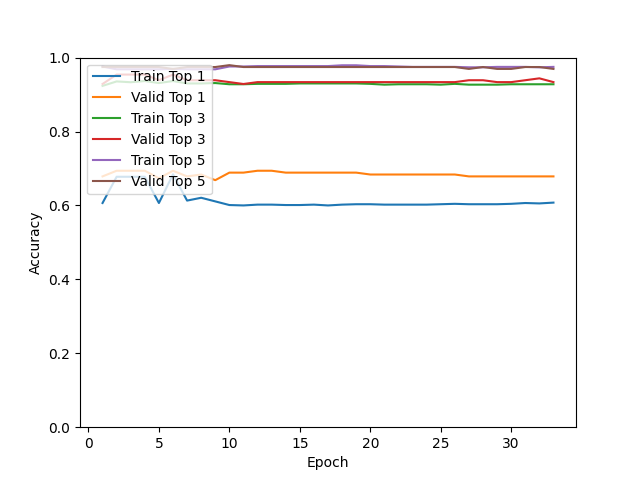 1.0
0.8
0.6
0.4
0.2
0.0
Accuracy
Train Top 1
Valid Top 1
Train Top 3
Valid Top 3
Train Top 5
Valid Top 5
0 5 10 15 20 25 30
Epoch